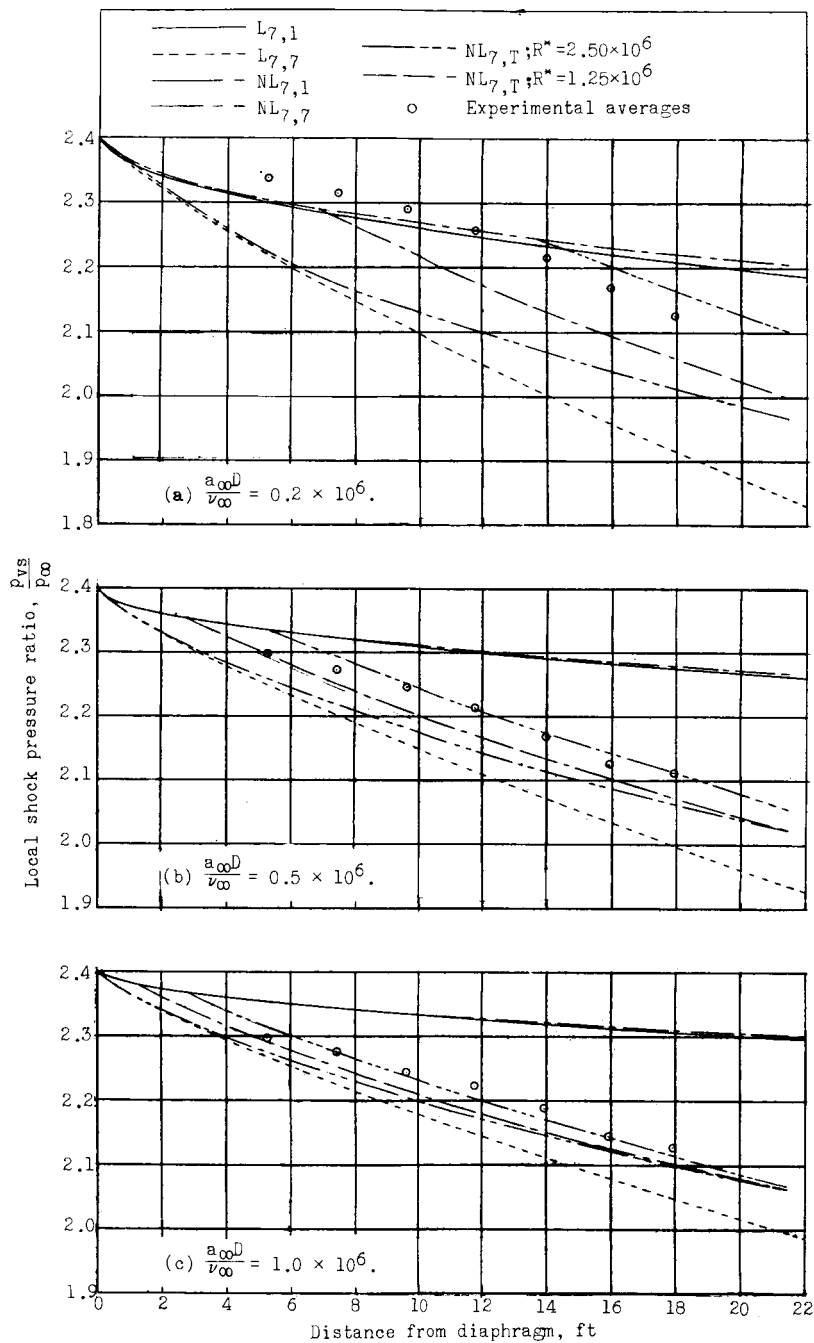 L7,1
L7,7
NL7,1
NL7,7
NL7,T; R* = 2.50×10^6
NL7,T; R* = 1.25×10^6
Experimental averages
2.4
2.3
2.2
2.1
2.0
1.9
1.8
(a) a∞D/ν∞ = 0.2 × 10^6.
Local shock pressure ratio, pvs/p∞
2.4
2.3
2.2
2.1
2.0
1.9
(b) a∞D/ν∞ = 0.5 × 10^6.
2.4
2.3
2.2
2.1
2.0
1.9
(c) a∞D/ν∞ = 1.0 × 10^6.
0 2 4 6 8 10 12 14 16 18 20 22
Distance from diaphragm, ft